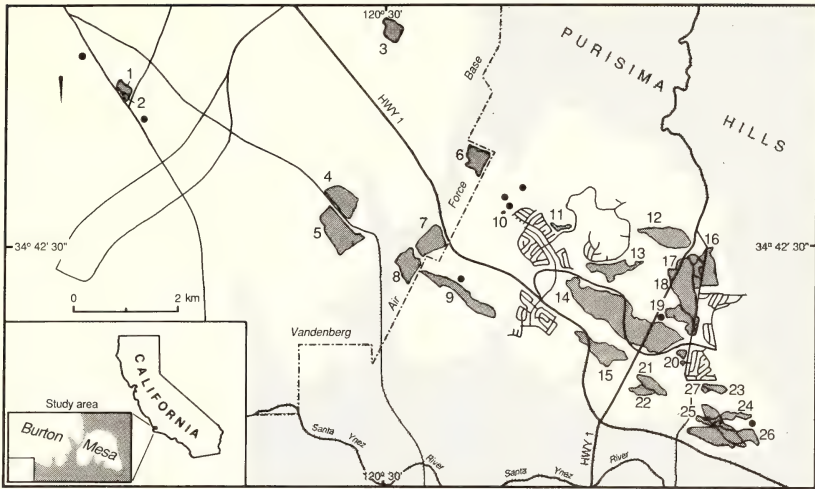 120° 30'
3
PURISIMA
HILLS
1
2
HWY 1
Base
6
4
5
Force
10
11
12
7
34° 42' 30"
34° 42' 30"
13
16
17
18
8
9
14
19
0
2 km
Air
Vandenberg
15
20
21
27
23
22
25
24
26
CALIFORNIA
Study area
Burton
Mesa
Santa
Ynez
River
120° 30'
Santa
Ynez
River
HWY 1